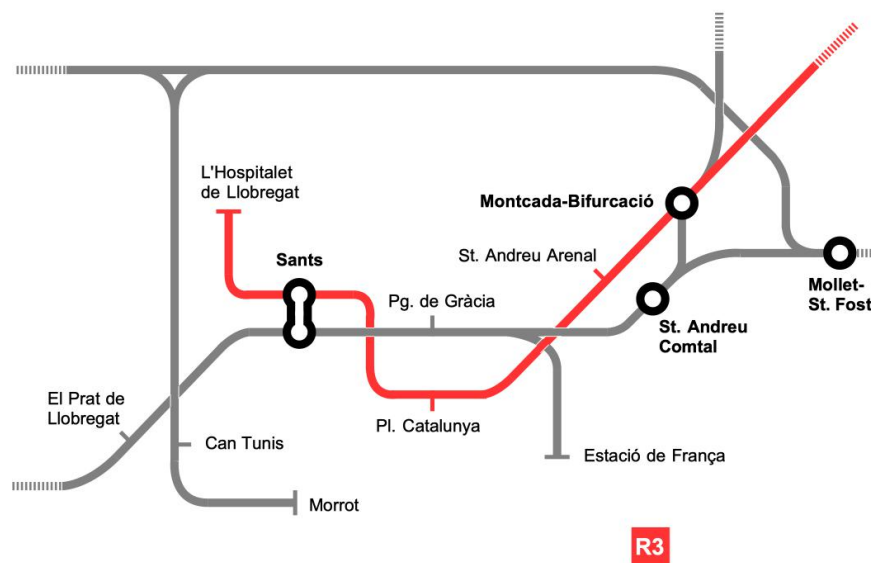 L'Hospitalet
de Llobregat
Montcada-Bifurcació
Sants
St. Andreu Arenal
Pg. de Gràcia
Mollet-
St. Fost
St. Andreu
Comtal
El Prat de
Llobregat
Can Tunis
Pl. Catalunya
Estació de França
Morrot
R3